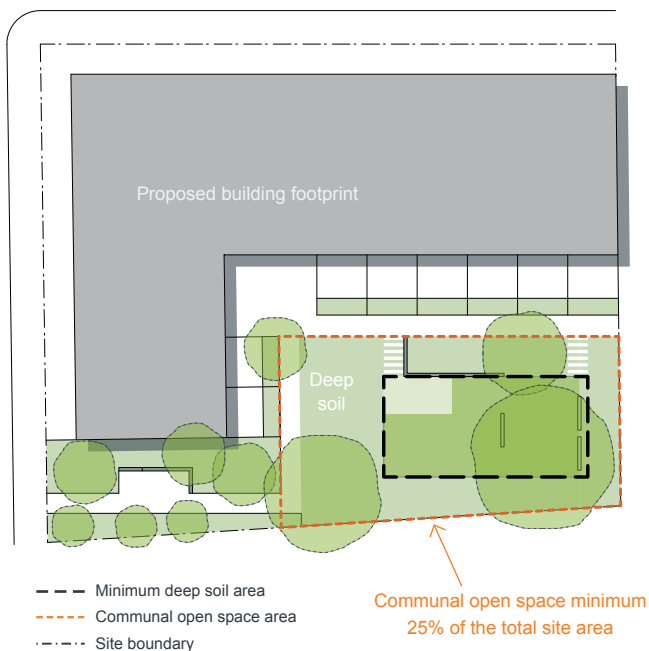 Proposed building footprint
Deep
soil
Minimum deep soil area
Communal open space area
Site boundary
Communal open space minimum
25% of the total site area